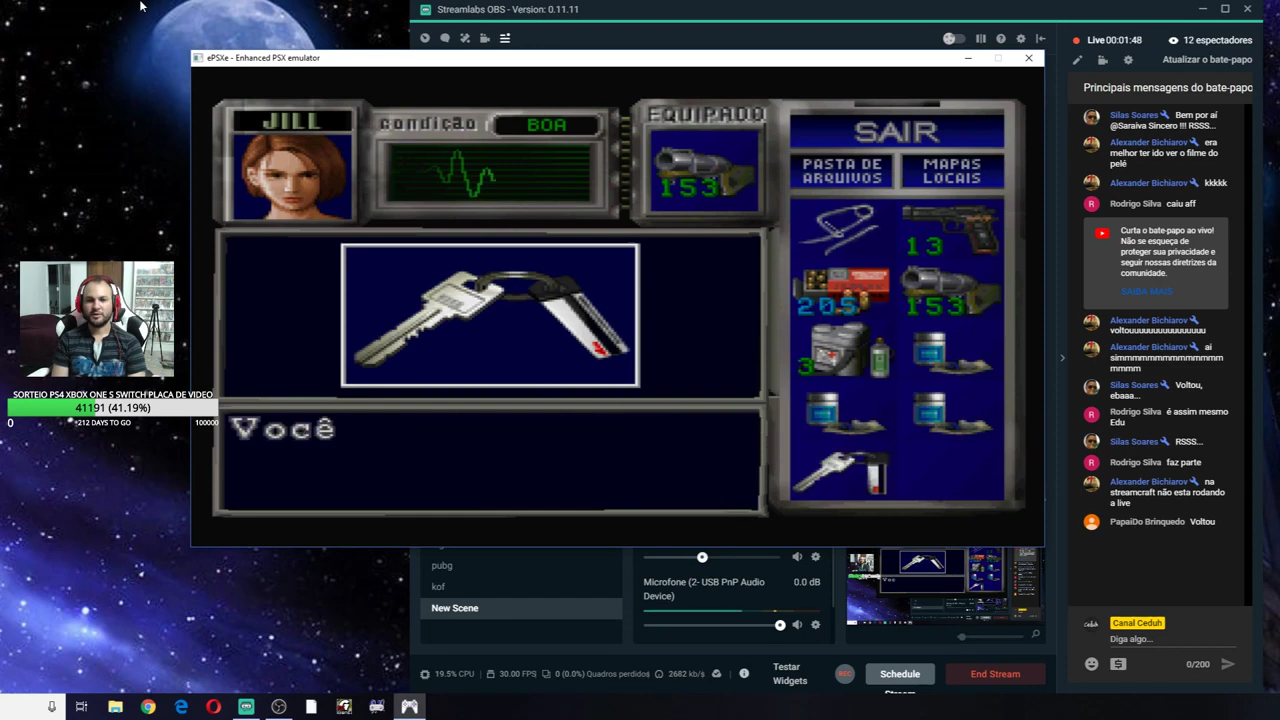 Streamlabs OBS - Version: 0.11.11
ePSXe - Enhanced PSX emulator
JILL
condição
BOA
EQUIPADO
153
SAIR
PASTA DE
ARQUIVOS
MAPAS
LOCAIS
13
205
153
3
Você
SORTEIO PS4 XBOX ONE S SWITCH PLACA DE VIDEO
41191 (41.19%)
0
-212 DAYS TO GO
100000
pubg
kof
New Scene
Microfone (2- USB PnP Audio
Device)
0.0 dB
19.5% CPU
30.00 FPS
0 (0.0%) Quadros perdidos
2682 kb/s
Testar
Widgets
REC
Schedule
Stream
End Stream
Live 00:01:48
12 espectadores
Atualizar o bate-papo
Principais mensagens do bate-papo
Silas Soares Bem por aí
@Saraiva Sincero !!! RSSS...
Alexander Bichiarov era
melhor ter ido ver o filme do
pelé
Alexander Bichiarov kkkkk
R Rodrigo Silva caiu aff
Curta o bate-papo ao vivo!
Não se esqueça de
proteger sua privacidade e
seguir nossas diretrizes da
comunidade.
SAIBA MAIS
Alexander Bichiarov
voltouuuuuuuuuuuuuu
Alexander Bichiarov ai
simmmmmmmmmmmm
mmmm
Silas Soares Voltou,
ebaaa...
R Rodrigo Silva é assim mesmo
Edu
Silas Soares RSSS...
R Rodrigo Silva faz parte
Alexander Bichiarov na
streamcraft não esta rodando
a live
PapaiDo Brinquedo Voltou
Canal Ceduh
Diga algo...
0/200